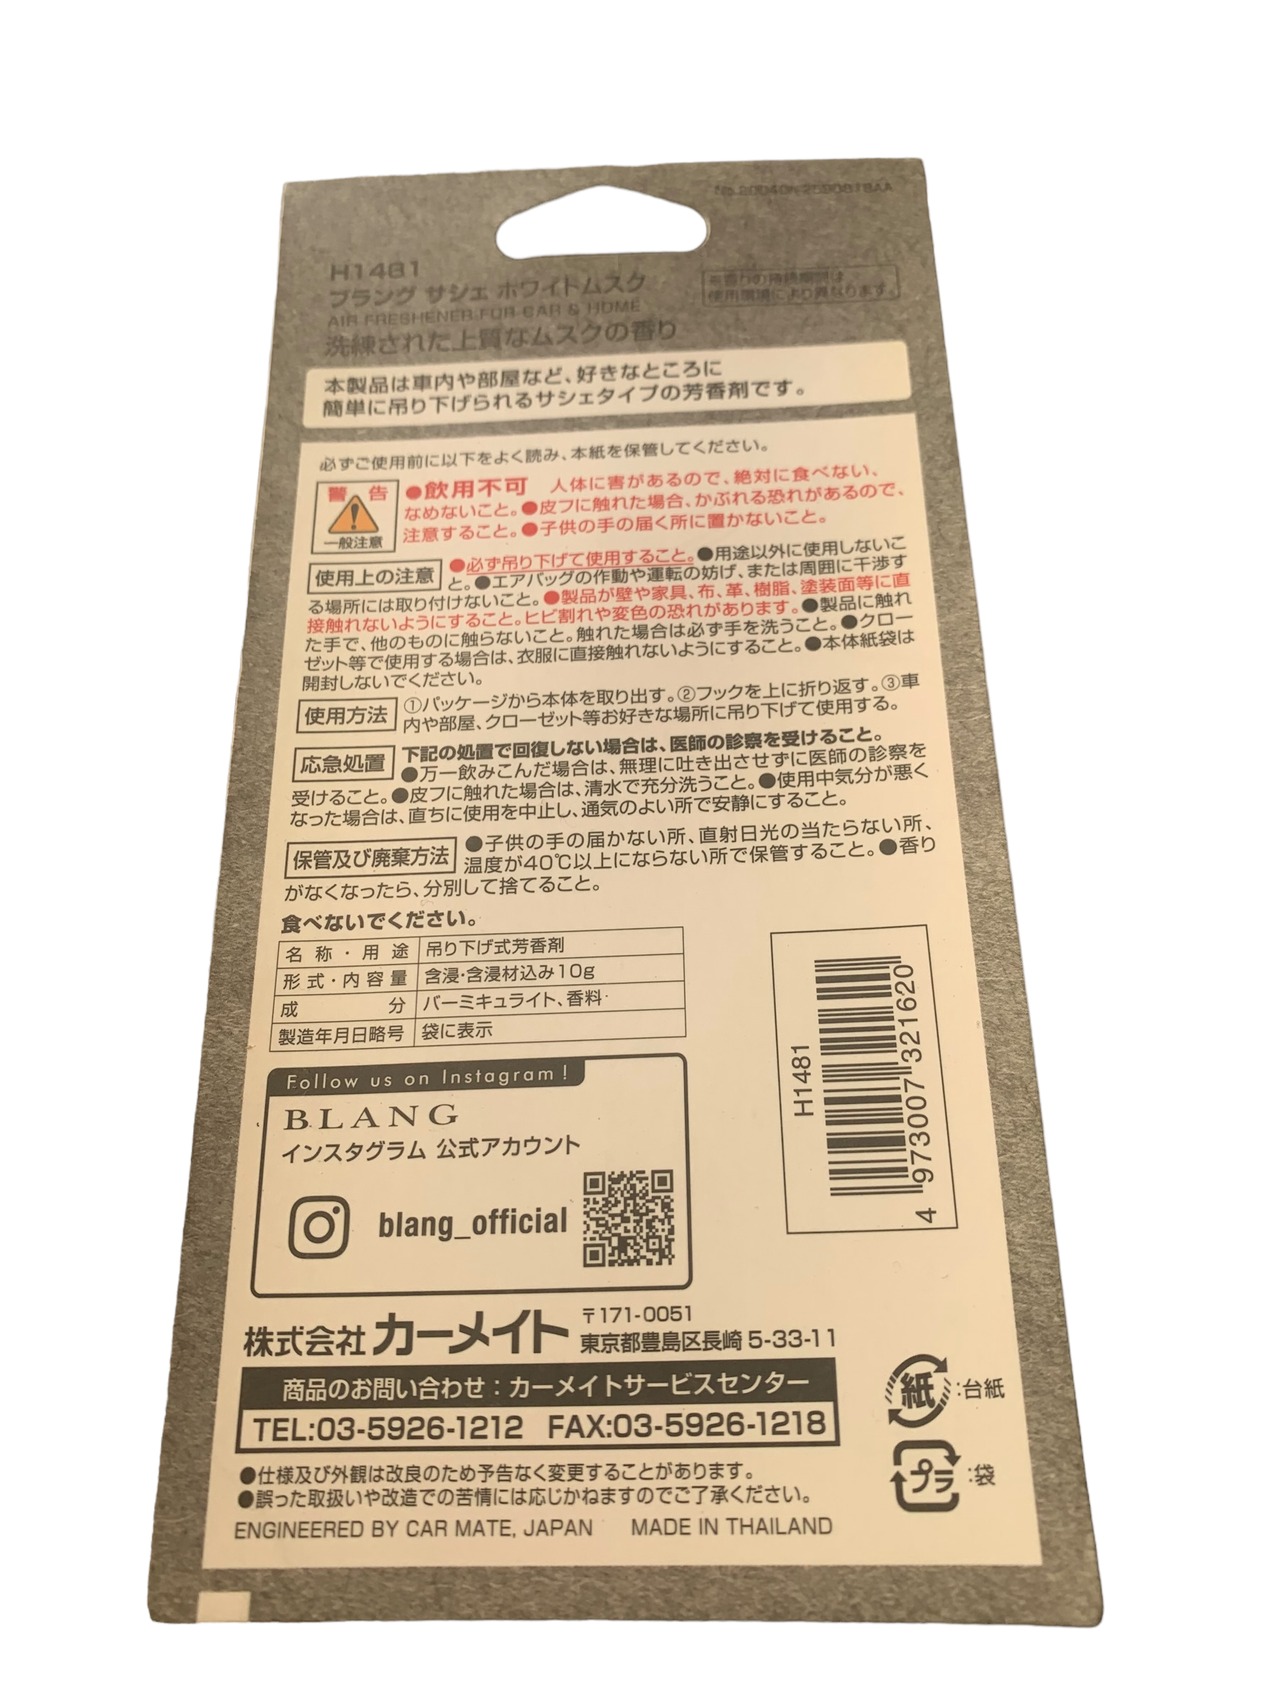 H1481
ブラング サシェ ホワイトムスク
AIR FRESHENER FOR CAR & HOME
洗練された上質なムスクの香り
※香りの持続期間は
使用環境により異なります。
本製品は車内や部屋など、好きなところに
簡単に吊り下げられるサシェタイプの芳香剤です。
必ずご使用前に以下をよく読み、本紙を保管してください。
警告
一般注意
●飲用不可 人体に害があるので、絶対に食べない、
なめないこと。●皮フに触れた場合、かぶれる恐れがあるので、
注意すること。●子供の手の届く所に置かないこと。
使用上の注意 ●必ず吊り下げて使用すること。●用途以外に使用しないこ
と。●エアバッグの作動や運転の妨げ、または周囲に干渉す
る場所には取り付けないこと。●製品が壁や家具、布、革、樹脂、塗装面等に直
接触れないようにすること。ヒビ割れや変色の恐れがあります。●製品に触れ
た手で、他のものに触らないこと。触れた場合は必ず手を洗うこと。●クロー
ゼット等で使用する場合は、衣服に直接触れないようにすること。●本体紙袋は
開封しないでください。
使用方法 ①パッケージから本体を取り出す。②フックを上に折り返す。③車
内や部屋、クローゼット等お好きな場所に吊り下げて使用する。
応急処置 下記の処置で回復しない場合は、医師の診察を受けること。
●万一飲みこんだ場合は、無理に吐き出させずに医師の診察を
受けること。●皮フに触れた場合は、清水で充分洗うこと。●使用中気分が悪く
なった場合は、直ちに使用を中止し、通気のよい所で安静にすること。
保管及び廃棄方法 ●子供の手の届かない所、直射日光の当たらない所、
温度が40℃以上にならない所で保管すること。●香り
がなくなったら、分別して捨てること。
食べないでください。
名称・用途 吊り下げ式芳香剤
形式・内容量 含浸・含浸材込み10g
成分 バーミキュライト、香料
製造年月日略号 袋に表示
H1481
4 973007 321620
Follow us on Instagram!
BLANG
インスタグラム 公式アカウント
blang_official
株式会社 カーメイト
〒171-0051
東京都豊島区長崎 5-33-11
商品のお問い合わせ：カーメイトサービスセンター
TEL:03-5926-1212 FAX:03-5926-1218
紙:台紙
プラ:袋
●仕様及び外観は改良のため予告なく変更することがあります。
●誤った取扱いや改造での苦情には応じかねますのでご了承ください。
ENGINEERED BY CAR MATE, JAPAN MADE IN THAILAND